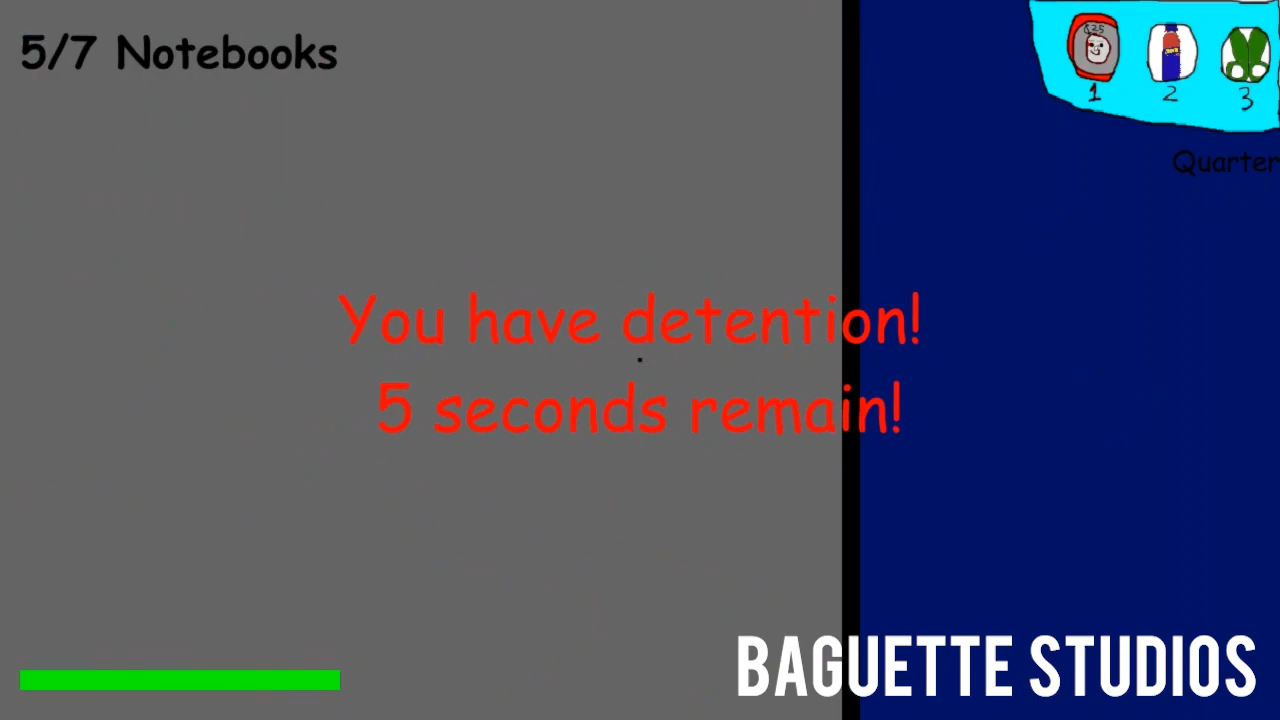 5/7 Notebooks
1 2 3
Quarter
You have detention!
5 seconds remain!
BAGUETTE STUDIOS